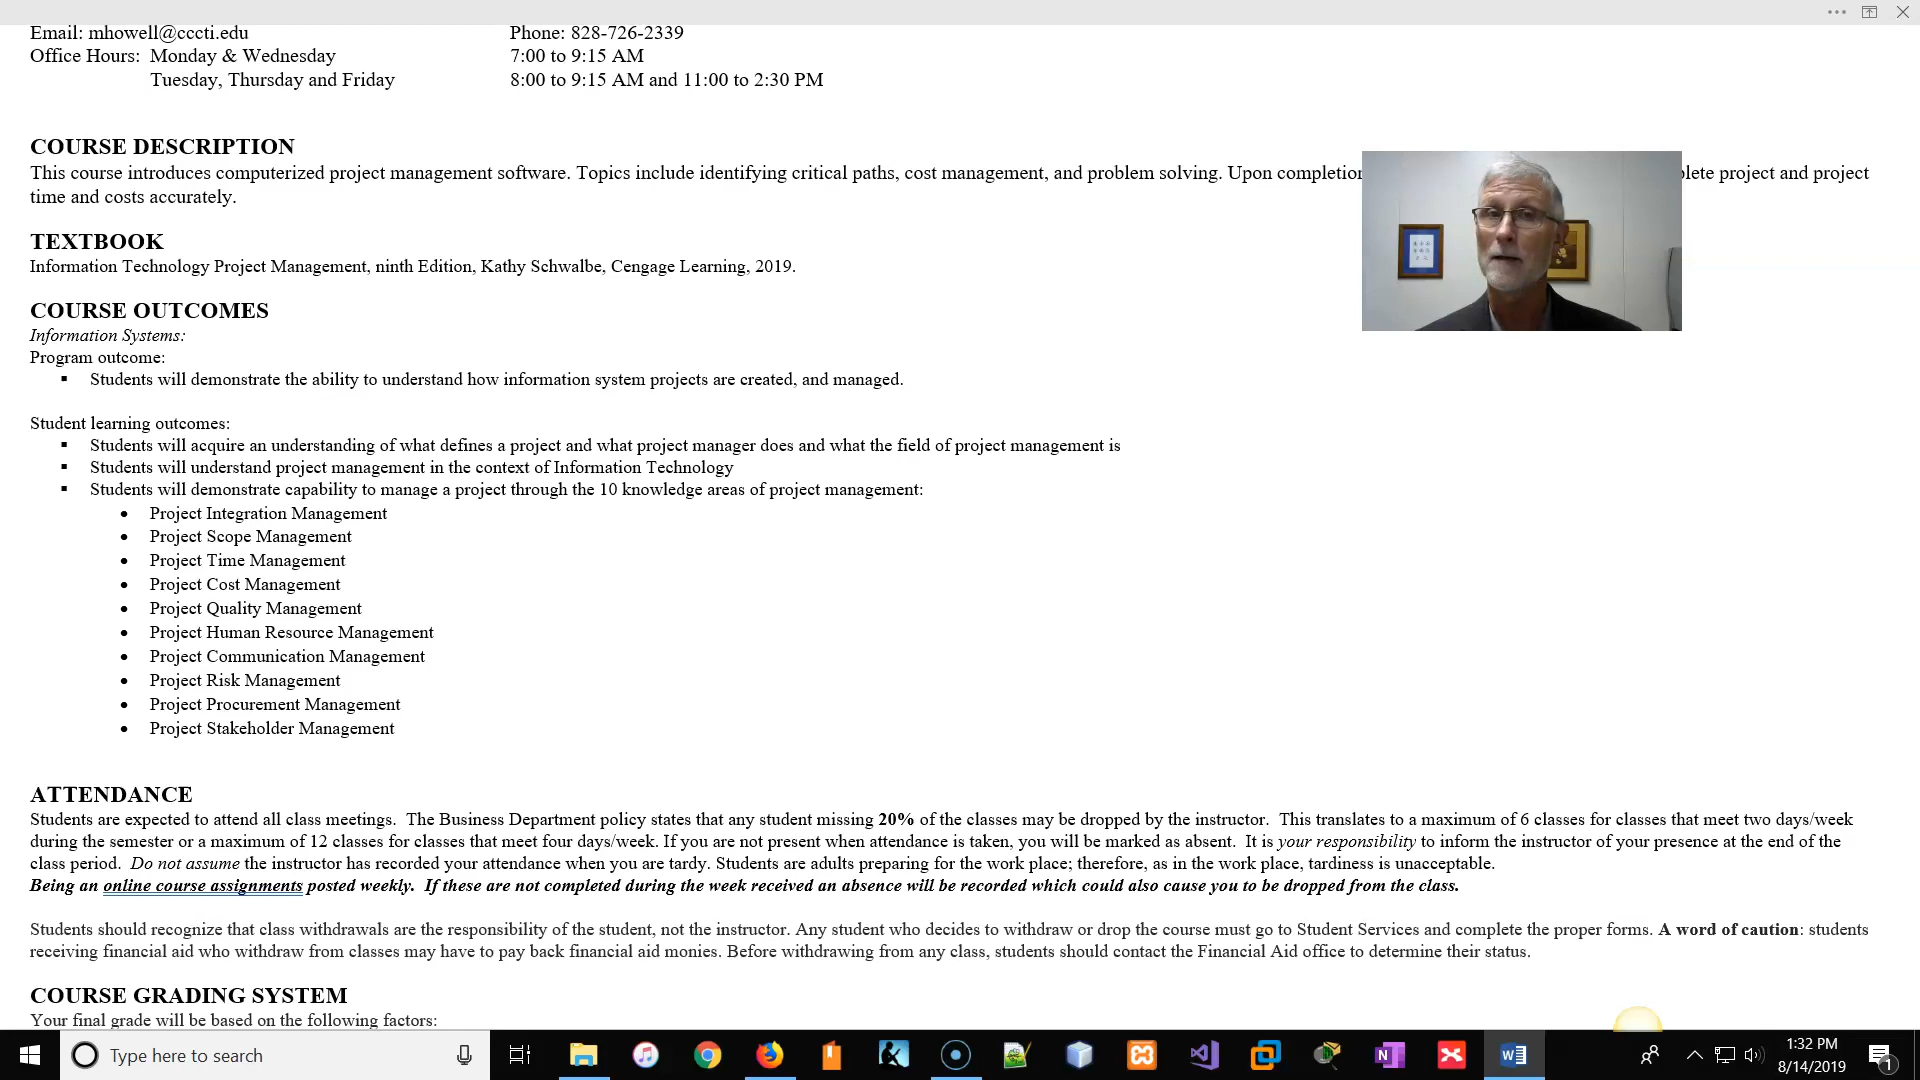 Email: mhowell@cccti.edu Phone: 828-726-2339
Office Hours: Monday & Wednesday 7:00 to 9:15 AM
Tuesday, Thursday and Friday 8:00 to 9:15 AM and 11:00 to 2:30 PM
COURSE DESCRIPTION
This course introduces computerized project management software. Topics include identifying critical paths, cost management, and problem solving. Upon project and project
time and costs accurately.
TEXTBOOK
Information Technology Project Management, ninth Edition, Kathy Schwalbe, Cengage Learning, 2019.
COURSE OUTCOMES
Information Systems:
Program outcome:
▪ Students will demonstrate the ability to understand how information system projects are created, and managed.
Student learning outcomes:
▪ Students will acquire an understanding of what defines a project and what project manager does and what the field of project management is
▪ Students will understand project management in the context of Information Technology
▪ Students will demonstrate capability to manage a project through the 10 knowledge areas of project management:
• Project Integration Management
• Project Scope Management
• Project Time Management
• Project Cost Management
• Project Quality Management
• Project Human Resource Management
• Project Communication Management
• Project Risk Management
• Project Procurement Management
• Project Stakeholder Management
ATTENDANCE
Students are expected to attend all class meetings. The Business Department policy states that any student missing 20% of the classes may be dropped by the instructor. This translates to a maximum of 6 classes for classes that meet two days/week
during the semester or a maximum of 12 classes for classes that meet four days/week. If you are not present when attendance is taken, you will be marked as absent. It is your responsibility to inform the instructor of your presence at the end of the
class period. Do not assume the instructor has recorded your attendance when you are tardy. Students are adults preparing for the work place; therefore, as in the work place, tardiness is unacceptable.
Being an online course assignments posted weekly. If these are not completed during the week received an absence will be recorded which could also cause you to be dropped from the class.
Students should recognize that class withdrawals are the responsibility of the student, not the instructor. Any student who decides to withdraw or drop the course must go to Student Services and complete the proper forms. A word of caution: students
receiving financial aid who withdraw from classes may have to pay back financial aid monies. Before withdrawing from any class, students should contact the Financial Aid office to determine their status.
COURSE GRADING SYSTEM
Your final grade will be based on the following factors:
Type here to search
1:32 PM
8/14/2019
1